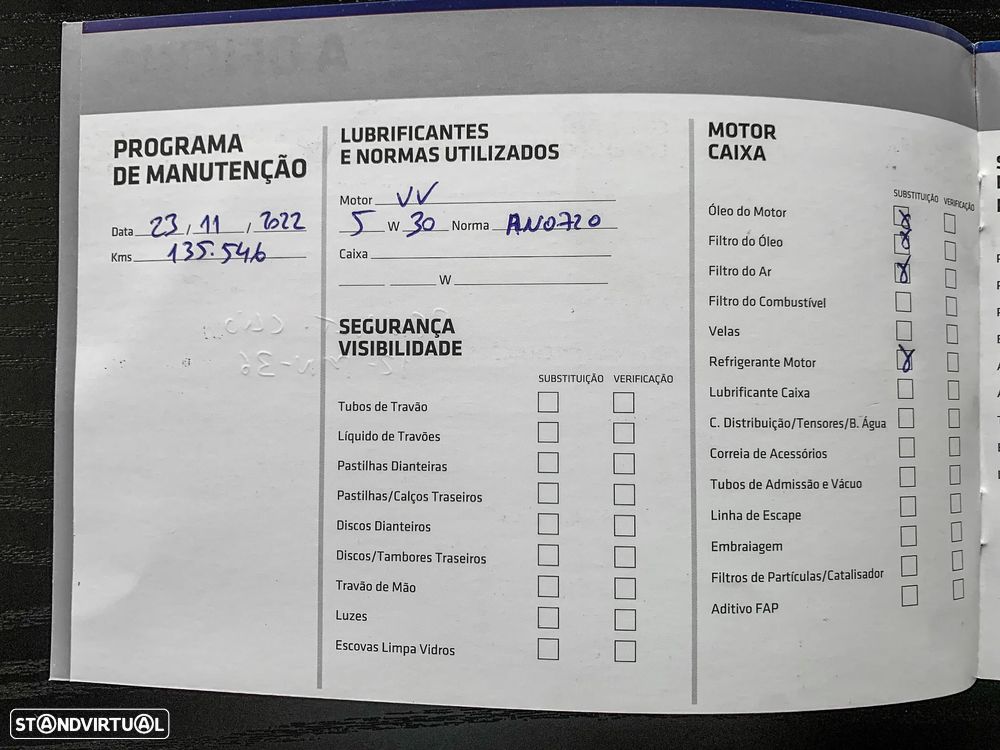 PROGRAMA
DE MANUTENÇÃO
Data 23 / 11 / 2022
Kms 135.546
LUBRIFICANTES
E NORMAS UTILIZADOS
Motor VV
5 W 30 Norma RN0720
Caixa
W
SEGURANÇA
VISIBILIDADE
SUBSTITUIÇÃO VERIFICAÇÃO
Tubos de Travão
Líquido de Travões
Pastilhas Dianteiras
Pastilhas/Calços Traseiros
Discos Dianteiros
Discos/Tambores Traseiros
Travão de Mão
Luzes
Escovas Limpa Vidros
MOTOR
CAIXA
SUBSTITUIÇÃO VERIFICAÇÃO
Óleo do Motor
Filtro do Óleo
Filtro do Ar
Filtro do Combustível
Velas
Refrigerante Motor
Lubrificante Caixa
C. Distribuição/Tensores/B. Água
Correia de Acessórios
Tubos de Admissão e Vácuo
Linha de Escape
Embraiagem
Filtros de Partículas/Catalisador
Aditivo FAP
STANDVIRTUAL